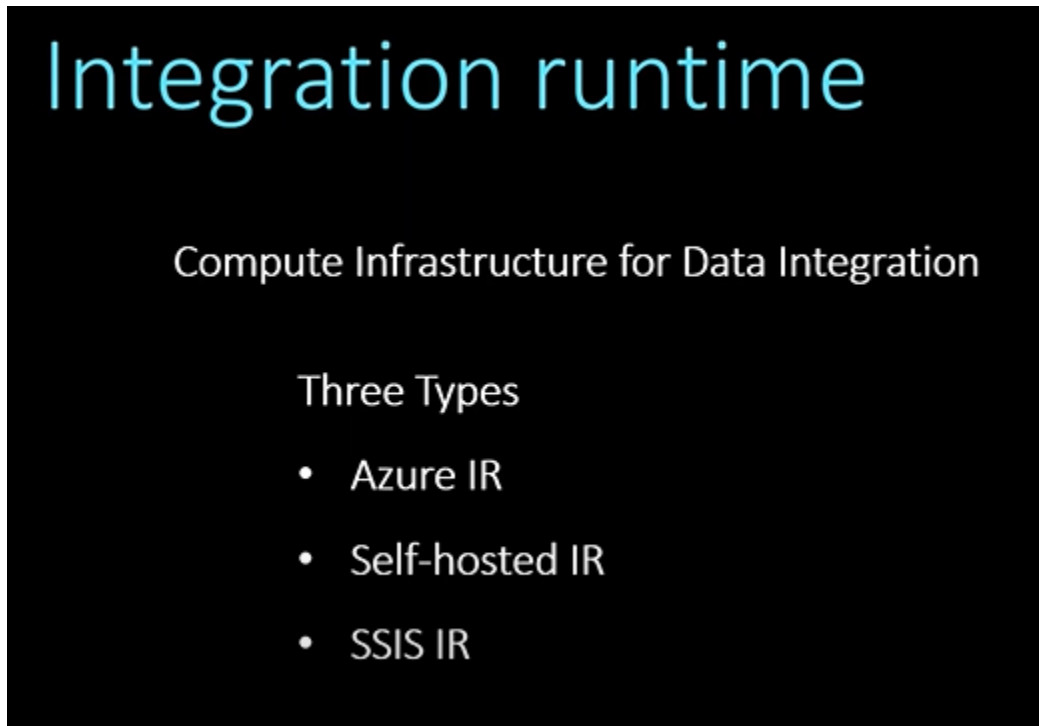 Integration runtime
Compute Infrastructure for Data Integration
Three Types
• Azure IR
• Self-hosted IR
• SSIS IR